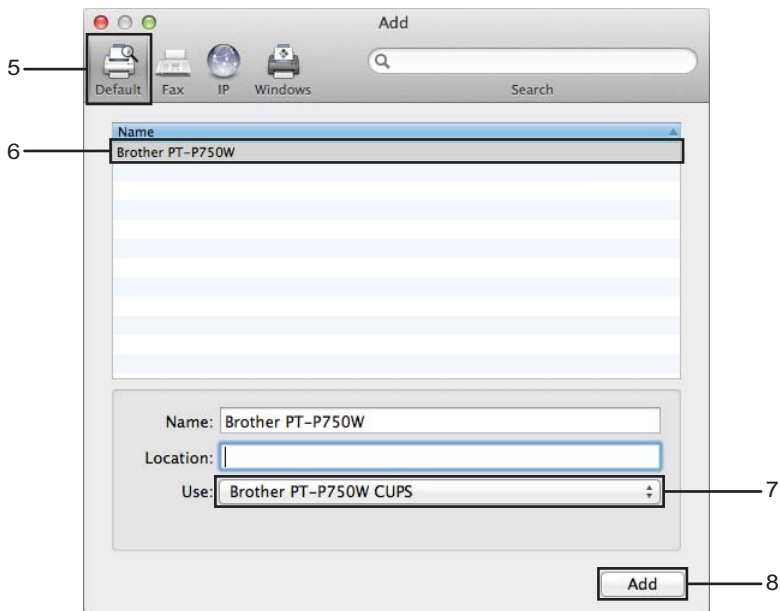 Add
5
Default Fax IP Windows Search
Name
6
Brother PT-P750W
Name: Brother PT-P750W
Location:
Use: Brother PT-P750W CUPS
7
Add
8